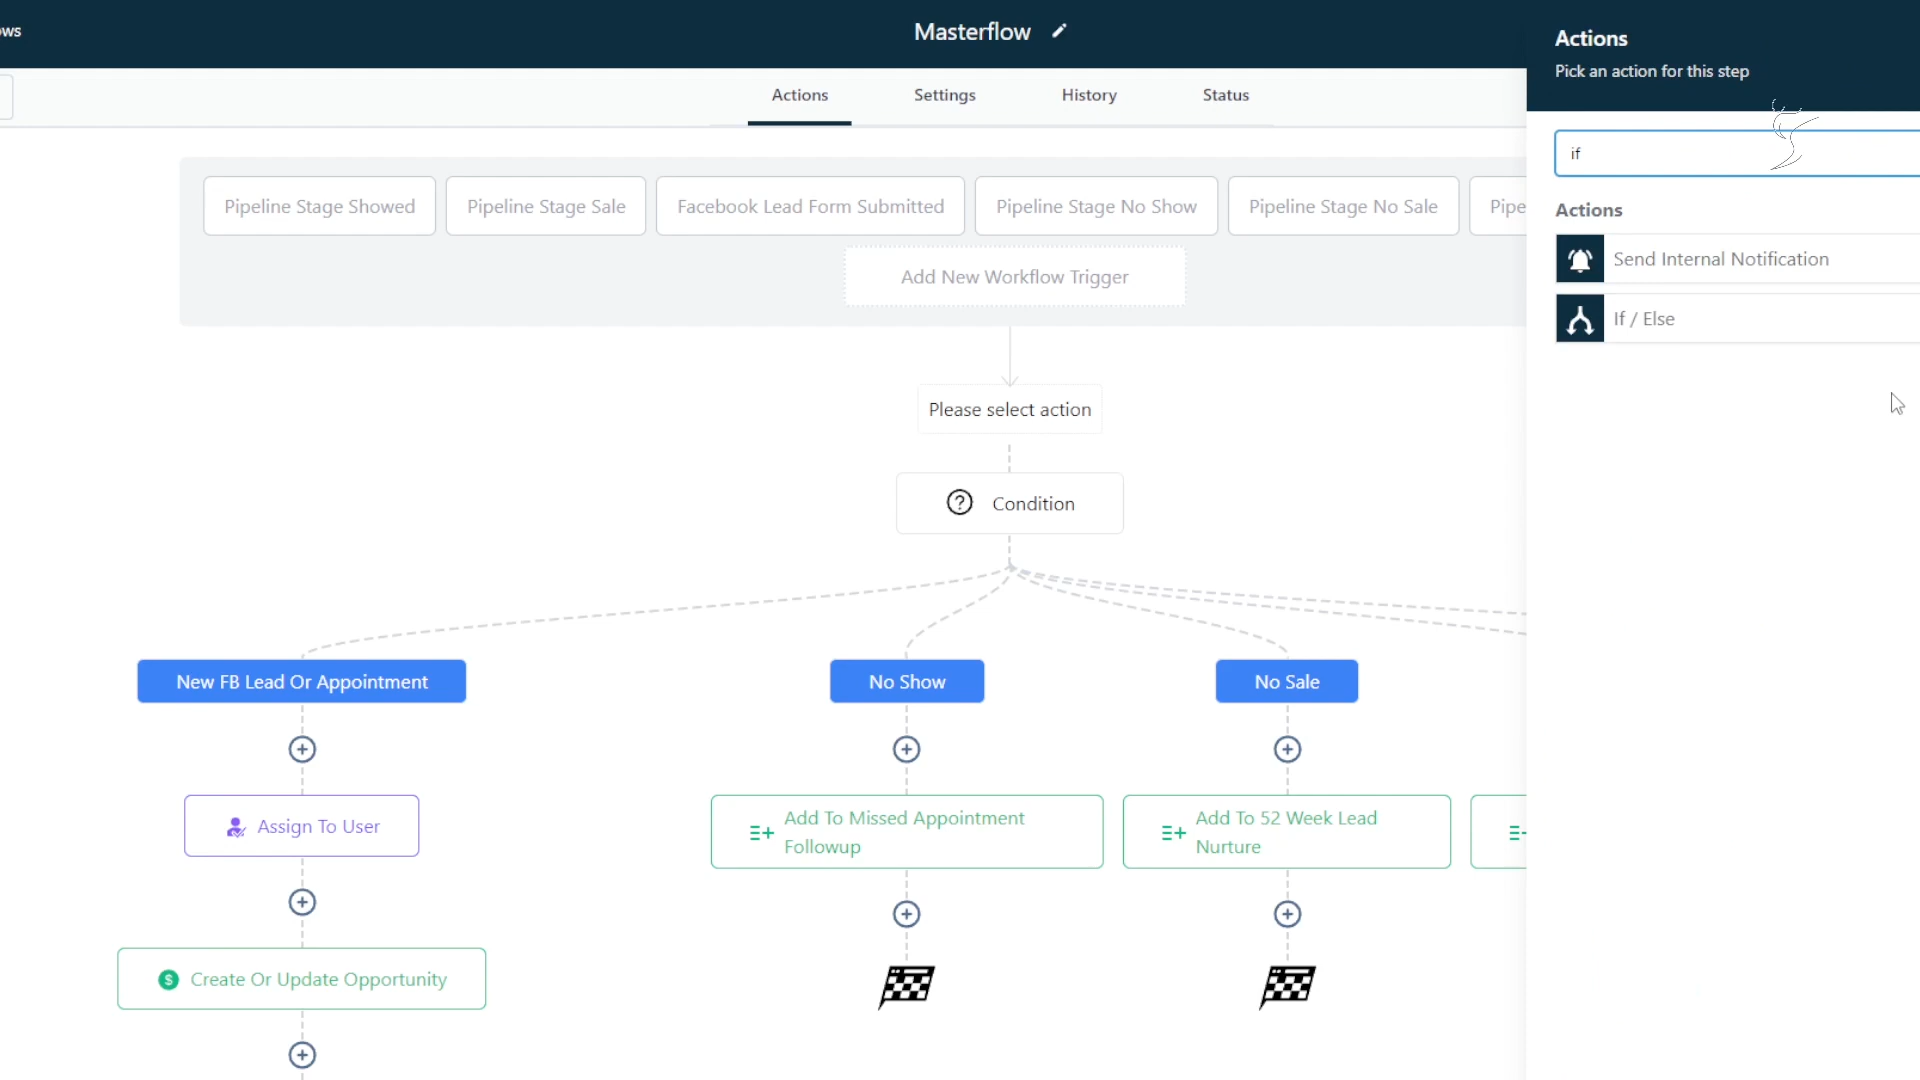 ows
Masterflow
Actions
Pick an action for this step
Actions
Settings
History
Status
if
Pipeline Stage Showed
Pipeline Stage Sale
Facebook Lead Form Submitted
Pipeline Stage No Show
Pipeline Stage No Sale
Pipe
Add New Workflow Trigger
Actions
Send Internal Notification
If / Else
Please select action
Condition
New FB Lead Or Appointment
No Show
No Sale
Assign To User
Add To Missed Appointment
Followup
Add To 52 Week Lead
Nurture
Create Or Update Opportunity